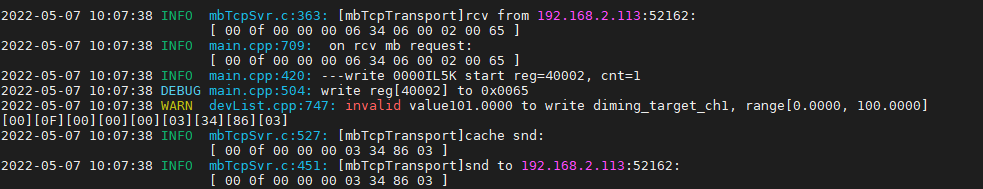 2022-05-07 10:07:38 INFO  mbTcpSvr.c:363: [mbTcpTransport]rcv from 192.168.2.113:52162:
[ 00 0f 00 00 00 06 34 06 00 02 00 65 ]
2022-05-07 10:07:38 INFO  main.cpp:709:  on rcv mb request:
[ 00 0f 00 00 00 06 34 06 00 02 00 65 ]
2022-05-07 10:07:38 INFO  main.cpp:420: ---write 0000IL5K start reg=40002, cnt=1
2022-05-07 10:07:38 DEBUG main.cpp:504: write reg[40002] to 0x0065
2022-05-07 10:07:38 WARN  devList.cpp:747: invalid value101.0000 to write diming_target_ch1, range[0.0000, 100.0000]
[00][0F][00][00][00][03][34][86][03]
2022-05-07 10:07:38 INFO  mbTcpSvr.c:527: [mbTcpTransport]cache snd:
[ 00 0f 00 00 00 03 34 86 03 ]
2022-05-07 10:07:38 INFO  mbTcpSvr.c:451: [mbTcpTransport]snd to 192.168.2.113:52162:
[ 00 0f 00 00 00 03 34 86 03 ]